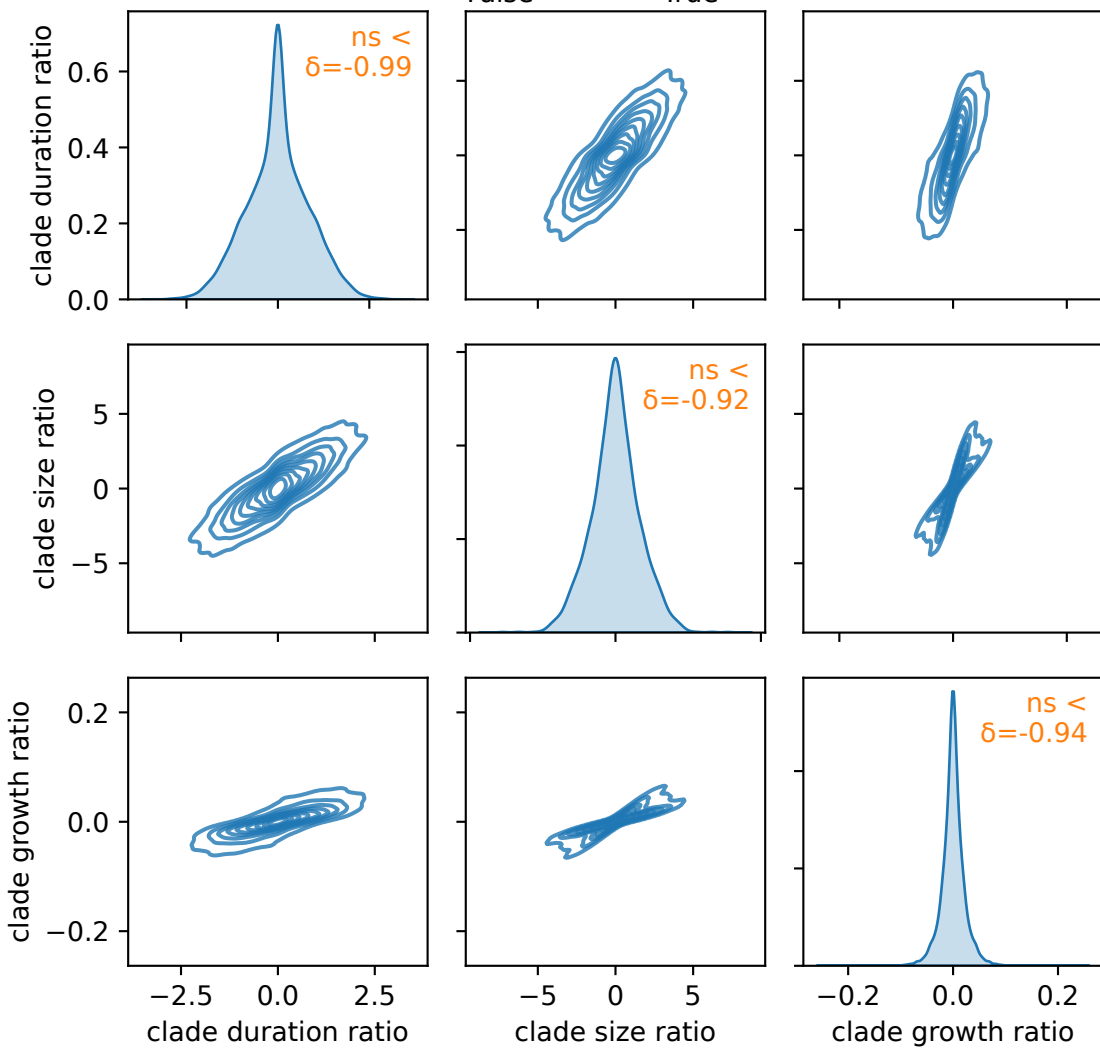 clade duration ratio
0.6
0.4
0.2
0.0
ns <
δ=-0.99
clade size ratio
5
0
−5
ns <
δ=-0.92
clade growth ratio
0.2
0.0
−0.2
ns <
δ=-0.94
−2.5 0.0 2.5
−5 0 5
−0.2 0.0 0.2
clade duration ratio
clade size ratio
clade growth ratio